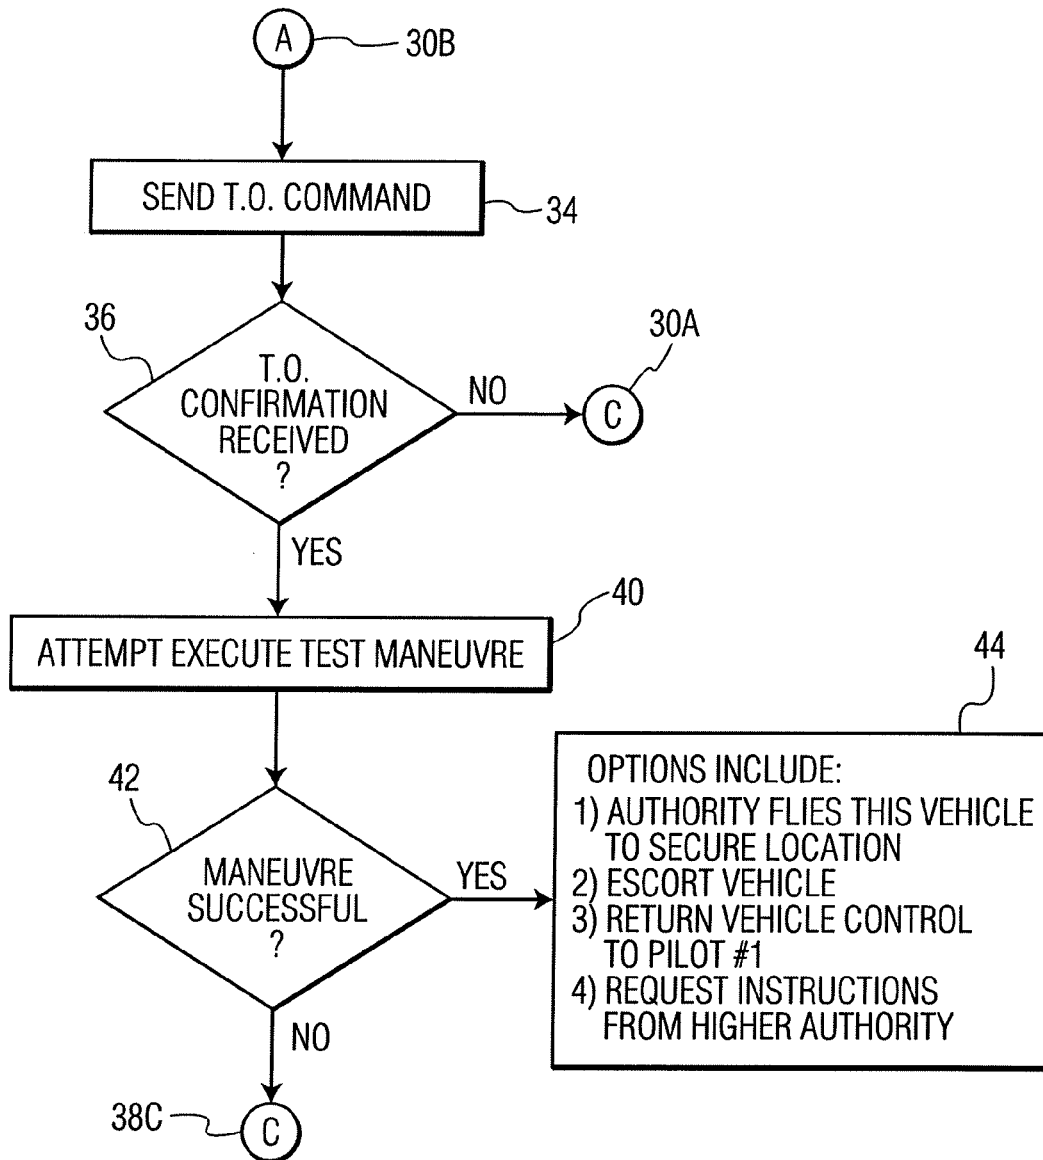 A
30B
SEND T.O. COMMAND
34
36
T.O.
CONFIRMATION
RECEIVED
?
NO
30A
C
YES
40
ATTEMPT EXECUTE TEST MANEUVRE
44
42
MANEUVRE
SUCCESSFUL
?
YES
OPTIONS INCLUDE:
1) AUTHORITY FLIES THIS VEHICLE
TO SECURE LOCATION
2) ESCORT VEHICLE
3) RETURN VEHICLE CONTROL
TO PILOT #1
4) REQUEST INSTRUCTIONS
FROM HIGHER AUTHORITY
NO
38C
C